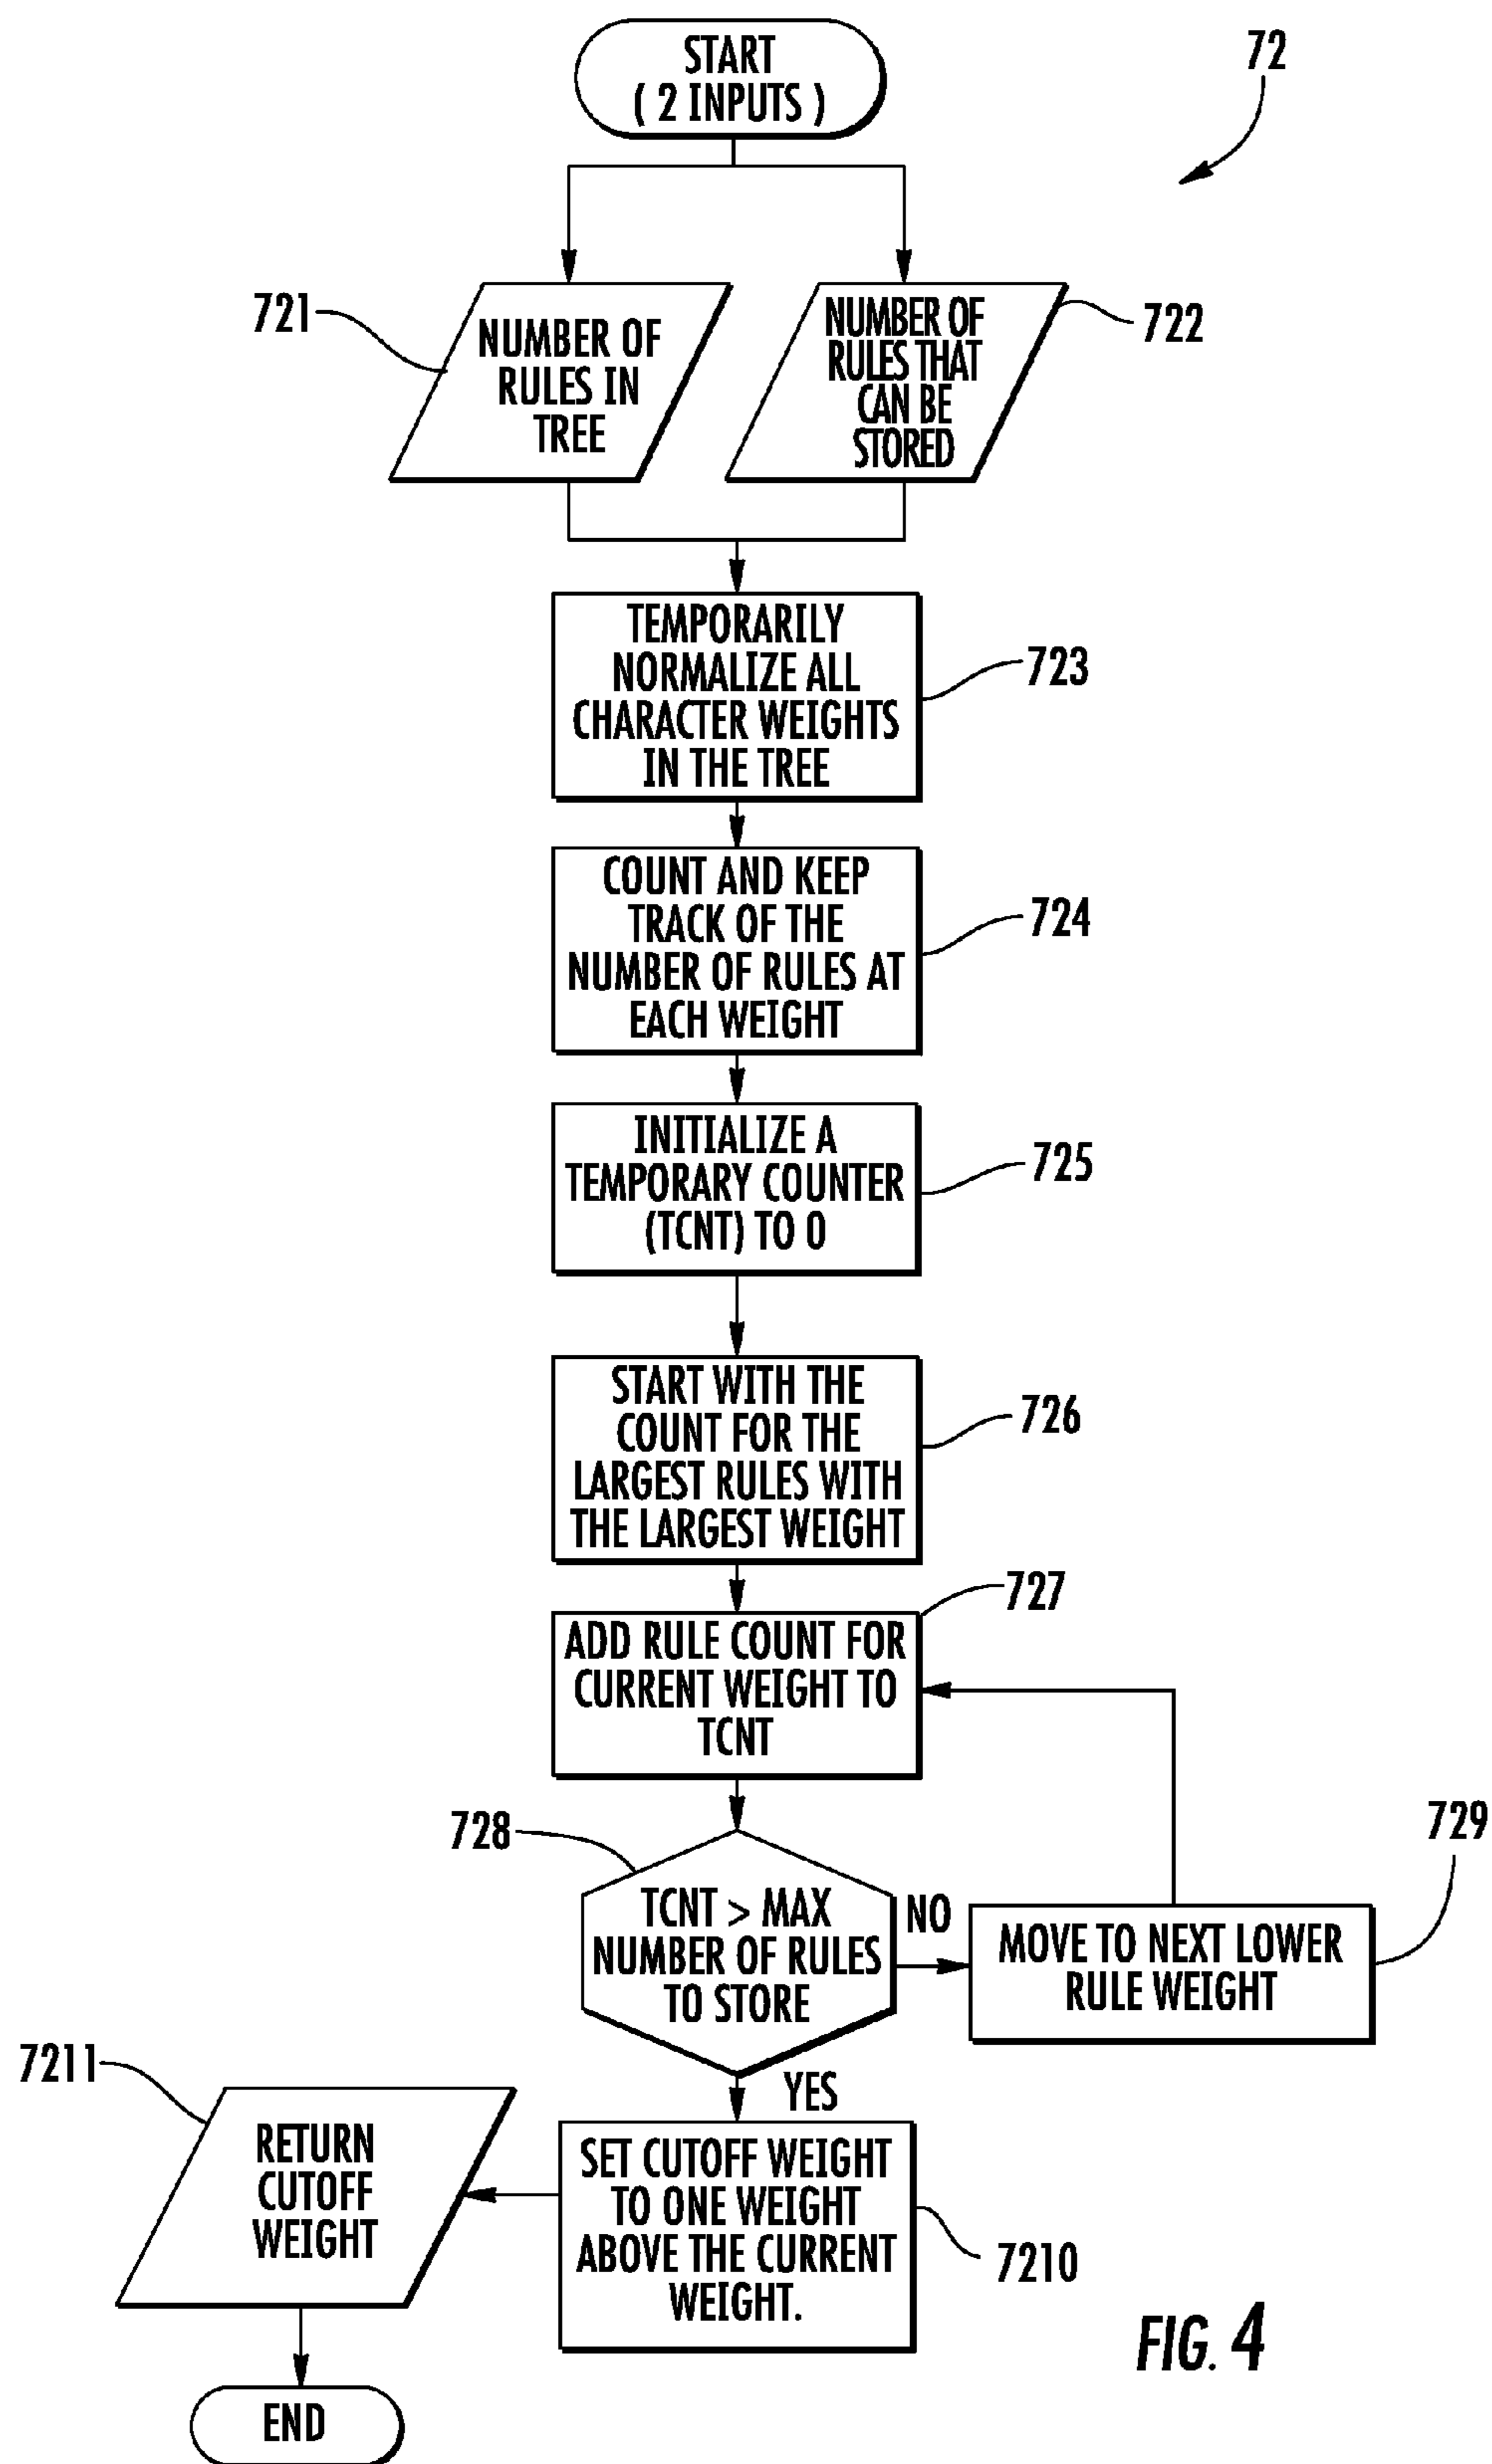 START
( 2 INPUTS )
72
721
NUMBER OF
RULES IN
TREE
NUMBER OF
RULES THAT
CAN BE
STORED
722
TEMPORARILY
NORMALIZE ALL
CHARACTER WEIGHTS
IN THE TREE
723
COUNT AND KEEP
TRACK OF THE
NUMBER OF RULES AT
EACH WEIGHT
724
INITIALIZE A
TEMPORARY COUNTER
(TCNT) TO 0
725
START WITH THE
COUNT FOR THE
LARGEST RULES WITH
THE LARGEST WEIGHT
726
727
ADD RULE COUNT FOR
CURRENT WEIGHT TO
TCNT
728
TCNT > MAX
NUMBER OF RULES
TO STORE
NO
729
MOVE TO NEXT LOWER
RULE WEIGHT
YES
7211
RETURN
CUTOFF
WEIGHT
SET CUTOFF WEIGHT
TO ONE WEIGHT
ABOVE THE CURRENT
WEIGHT.
7210
END
FIG. 4